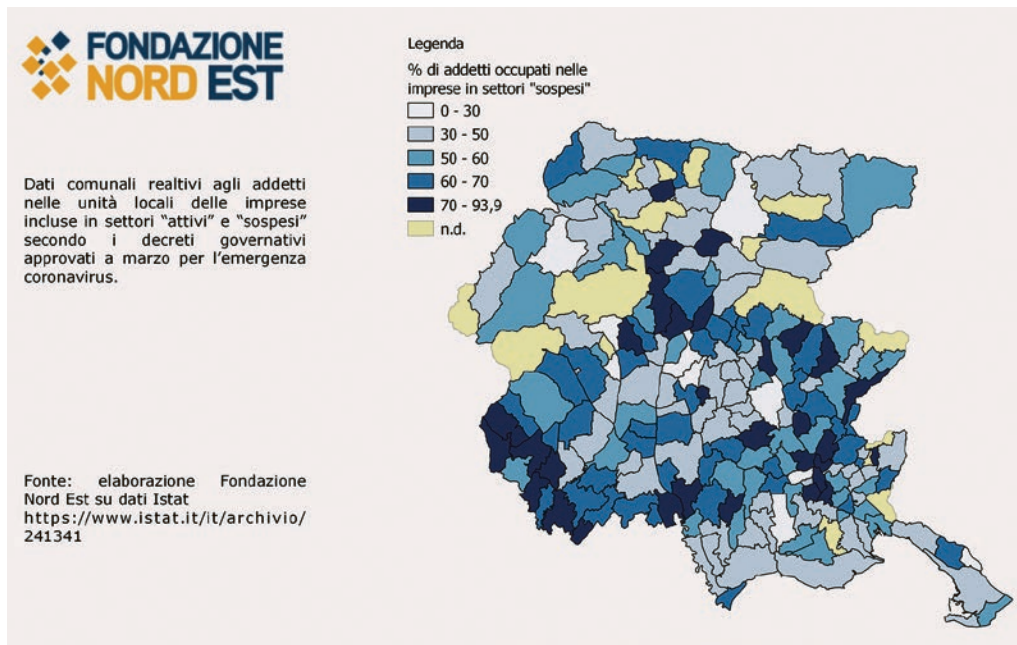 FONDAZIONE
NORD EST
Dati comunali realtivi agli addetti
nelle unità locali delle imprese
incluse in settori “attivi” e “sospesi”
secondo i decreti governativi
approvati a marzo per l’emergenza
coronavirus.
Fonte: elaborazione Fondazione
Nord Est su dati Istat
https://www.istat.it/it/archivio/
241341
Legenda
% di addetti occupati nelle
imprese in settori "sospesi"
0 - 30
30 - 50
50 - 60
60 - 70
70 - 93,9
n.d.